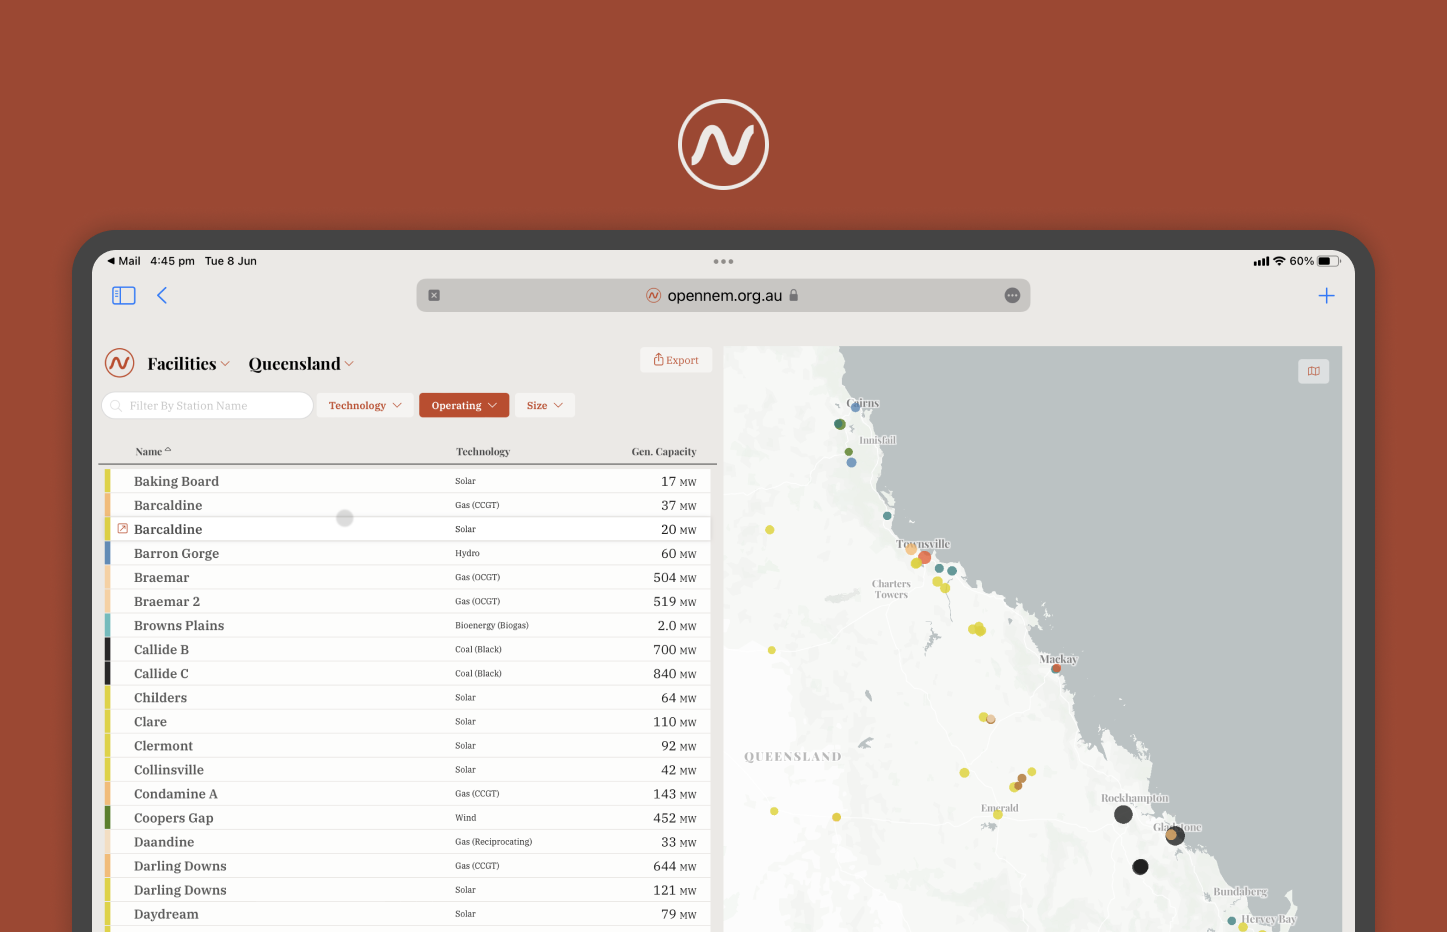 Mail 4:45 pm Tue 8 Jun
60%
opennem.org.au
Facilities Queensland
Export
Filter By Station Name
Technology Operating Size
Name Technology Gen. Capacity
Baking Board Solar 17 MW
Barcaldine Gas (CCGT) 37 MW
Barcaldine Solar 20 MW
Barron Gorge Hydro 60 MW
Braemar Gas (OCGT) 504 MW
Braemar 2 Gas (OCGT) 519 MW
Browns Plains Bioenergy (Biogas) 2.0 MW
Callide B Coal (Black) 700 MW
Callide C Coal (Black) 840 MW
Childers Solar 64 MW
Clare Solar 110 MW
Clermont Solar 92 MW
Collinsville Solar 42 MW
Condamine A Gas (CCGT) 143 MW
Coopers Gap Wind 452 MW
Daandine Gas (Reciprocating) 33 MW
Darling Downs Gas (CCGT) 644 MW
Darling Downs Solar 121 MW
Daydream Solar 79 MW
Cairns
Innisfail
Townsville
Charters
Towers
Mackay
QUEENSLAND
Rockhampton
Emerald
Gladstone
Bundaberg
Hervey Bay